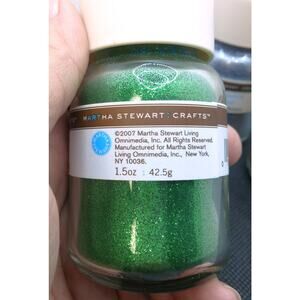 MARTHA STEWART : CRAFTS™
©2007 Martha Stewart Living
Omnimedia, Inc. All Rights Reserved.
Manufactured for Martha Stewart
Living Omnimedia, Inc., New York,
NY 10036.
1.5oz : 42.5g